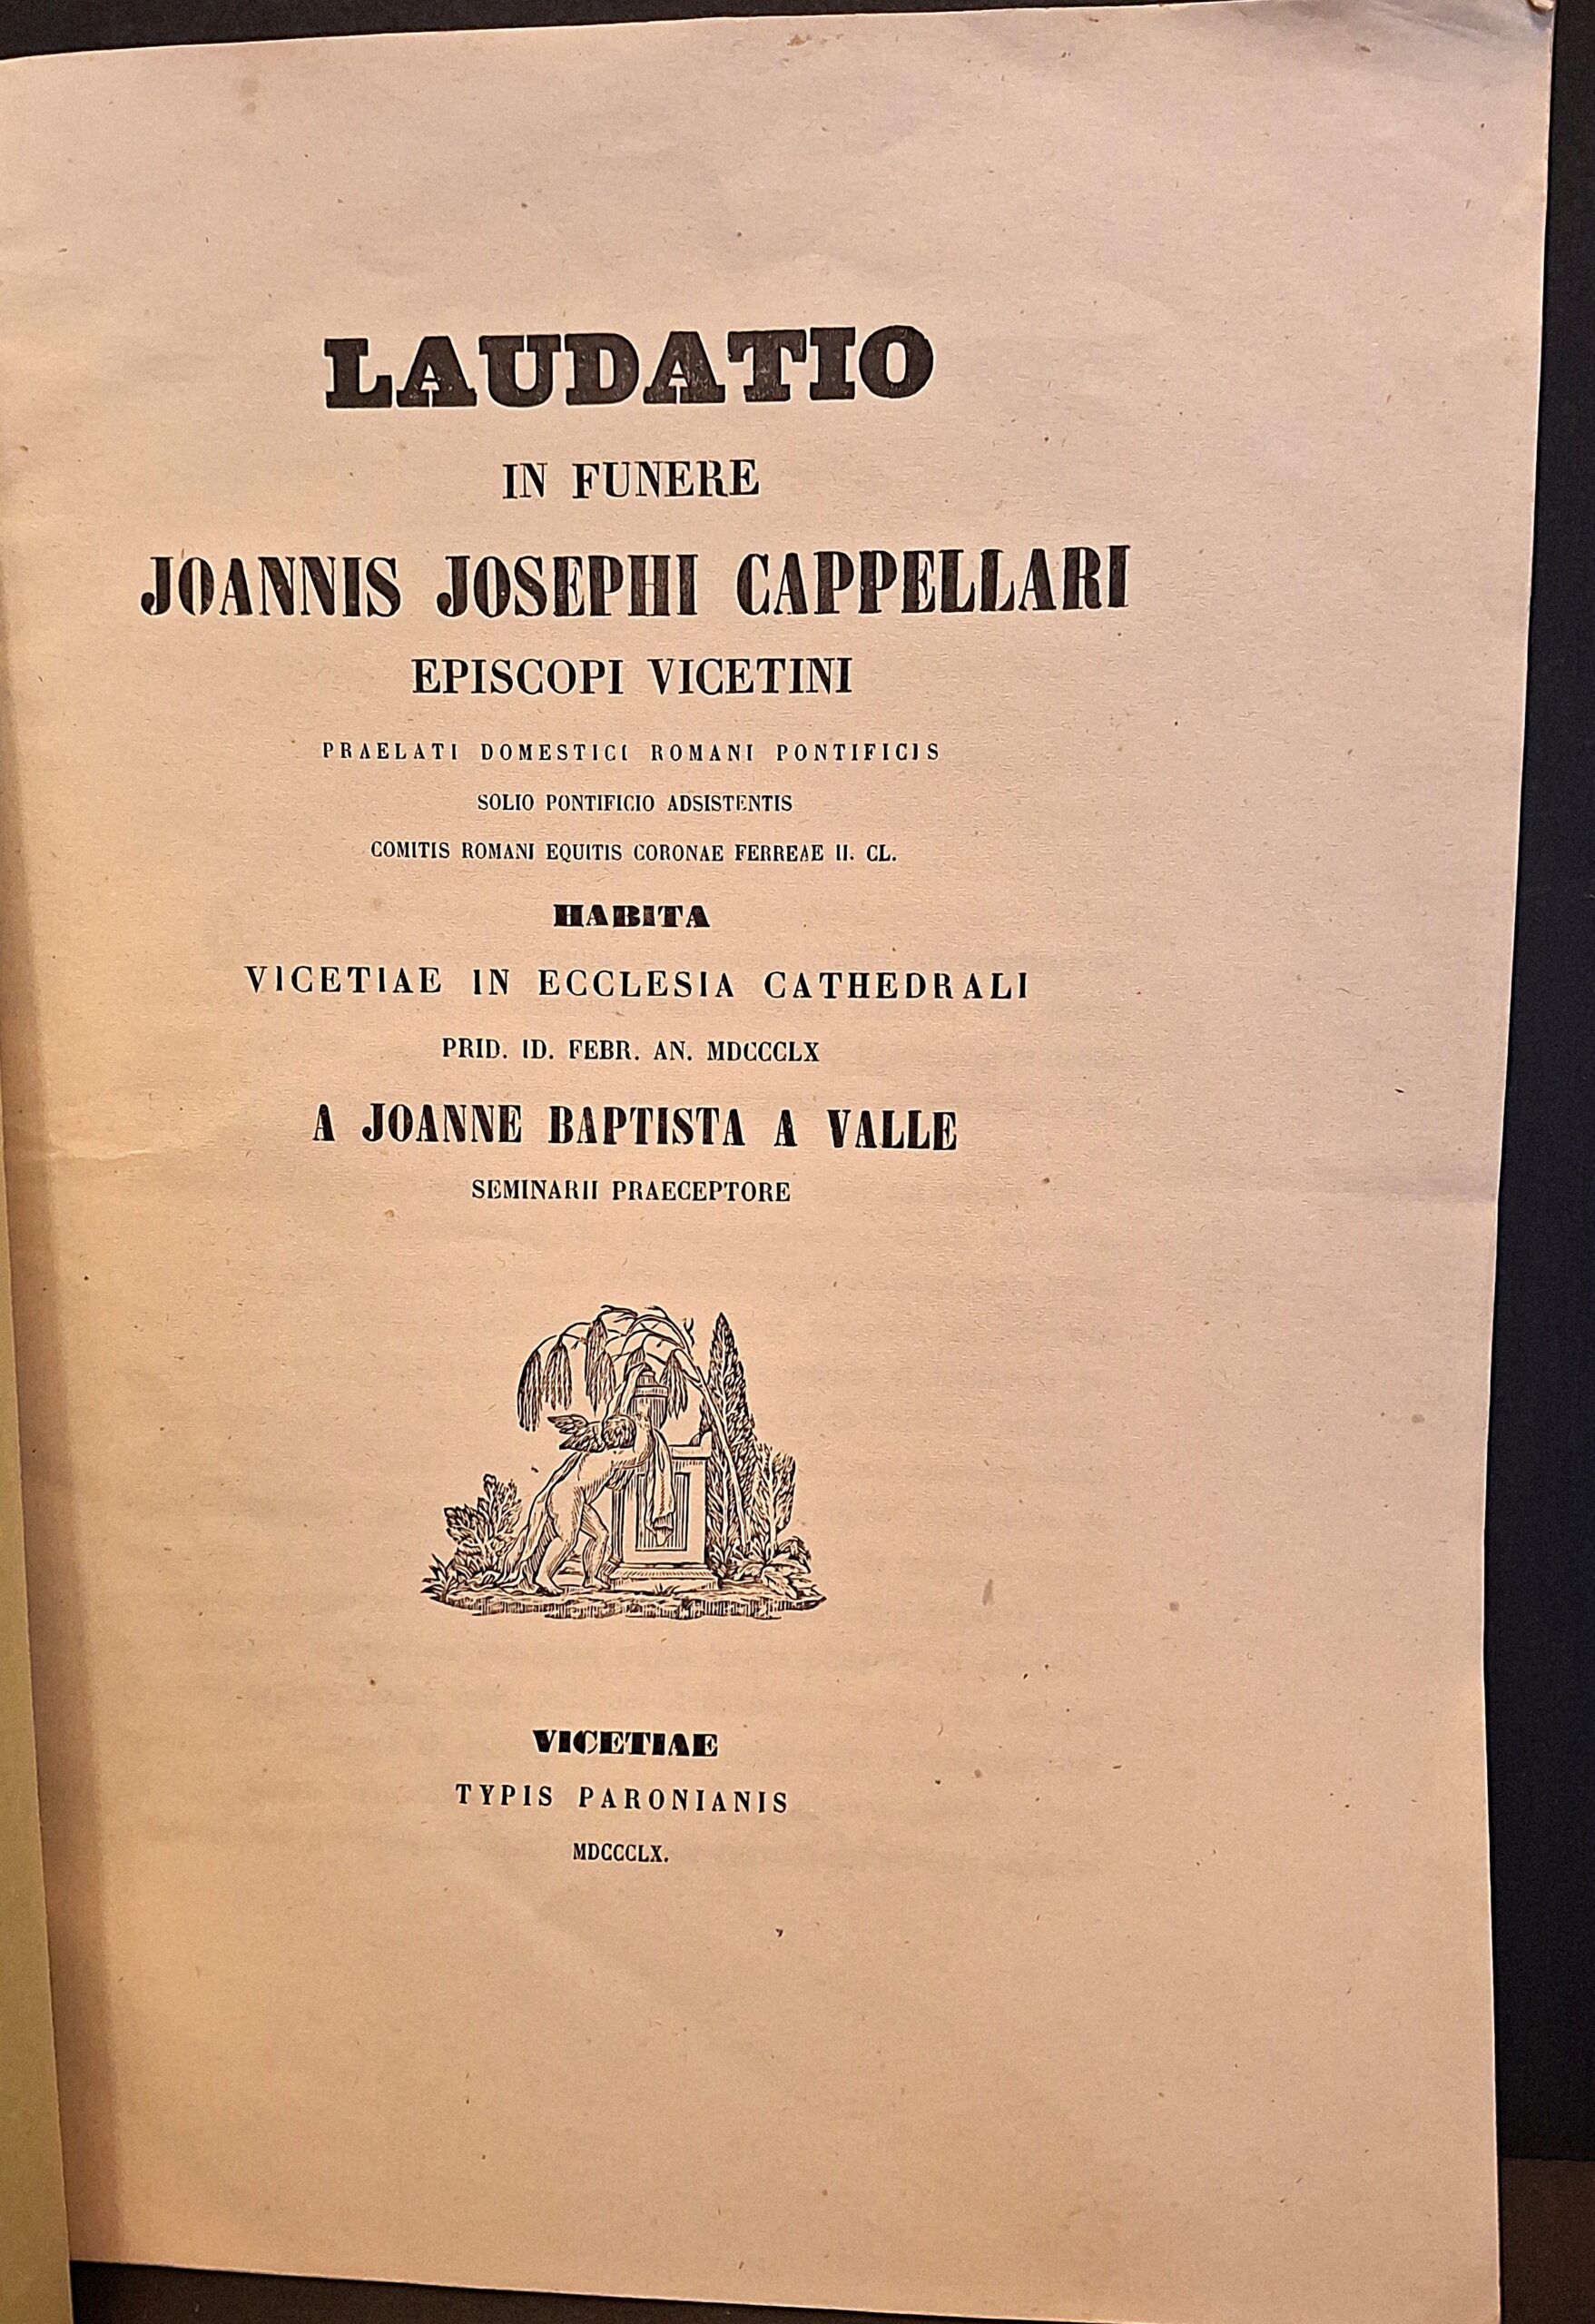 LAUDATIO
IN FUNERE
JOANNIS JOSEPHI CAPPELLARI
EPISCOPI VICETINI
PRAELATI DOMESTICI ROMANI PONTIFICIS
SOLIO PONTIFICIO ADSISTENTIS
COMITIS ROMANI EQUITIS CORONAE FERREAE II. CL.
HABITA
VICETIAE IN ECCLESIA CATHEDRALI
PRID. ID. FEBR. AN. MDCCCLX
A JOANNE BAPTISTA A VALLE
SEMINARII PRAECEPTORE
VICETIAE
TYPIS PARONIANIS
MDCCCLX.